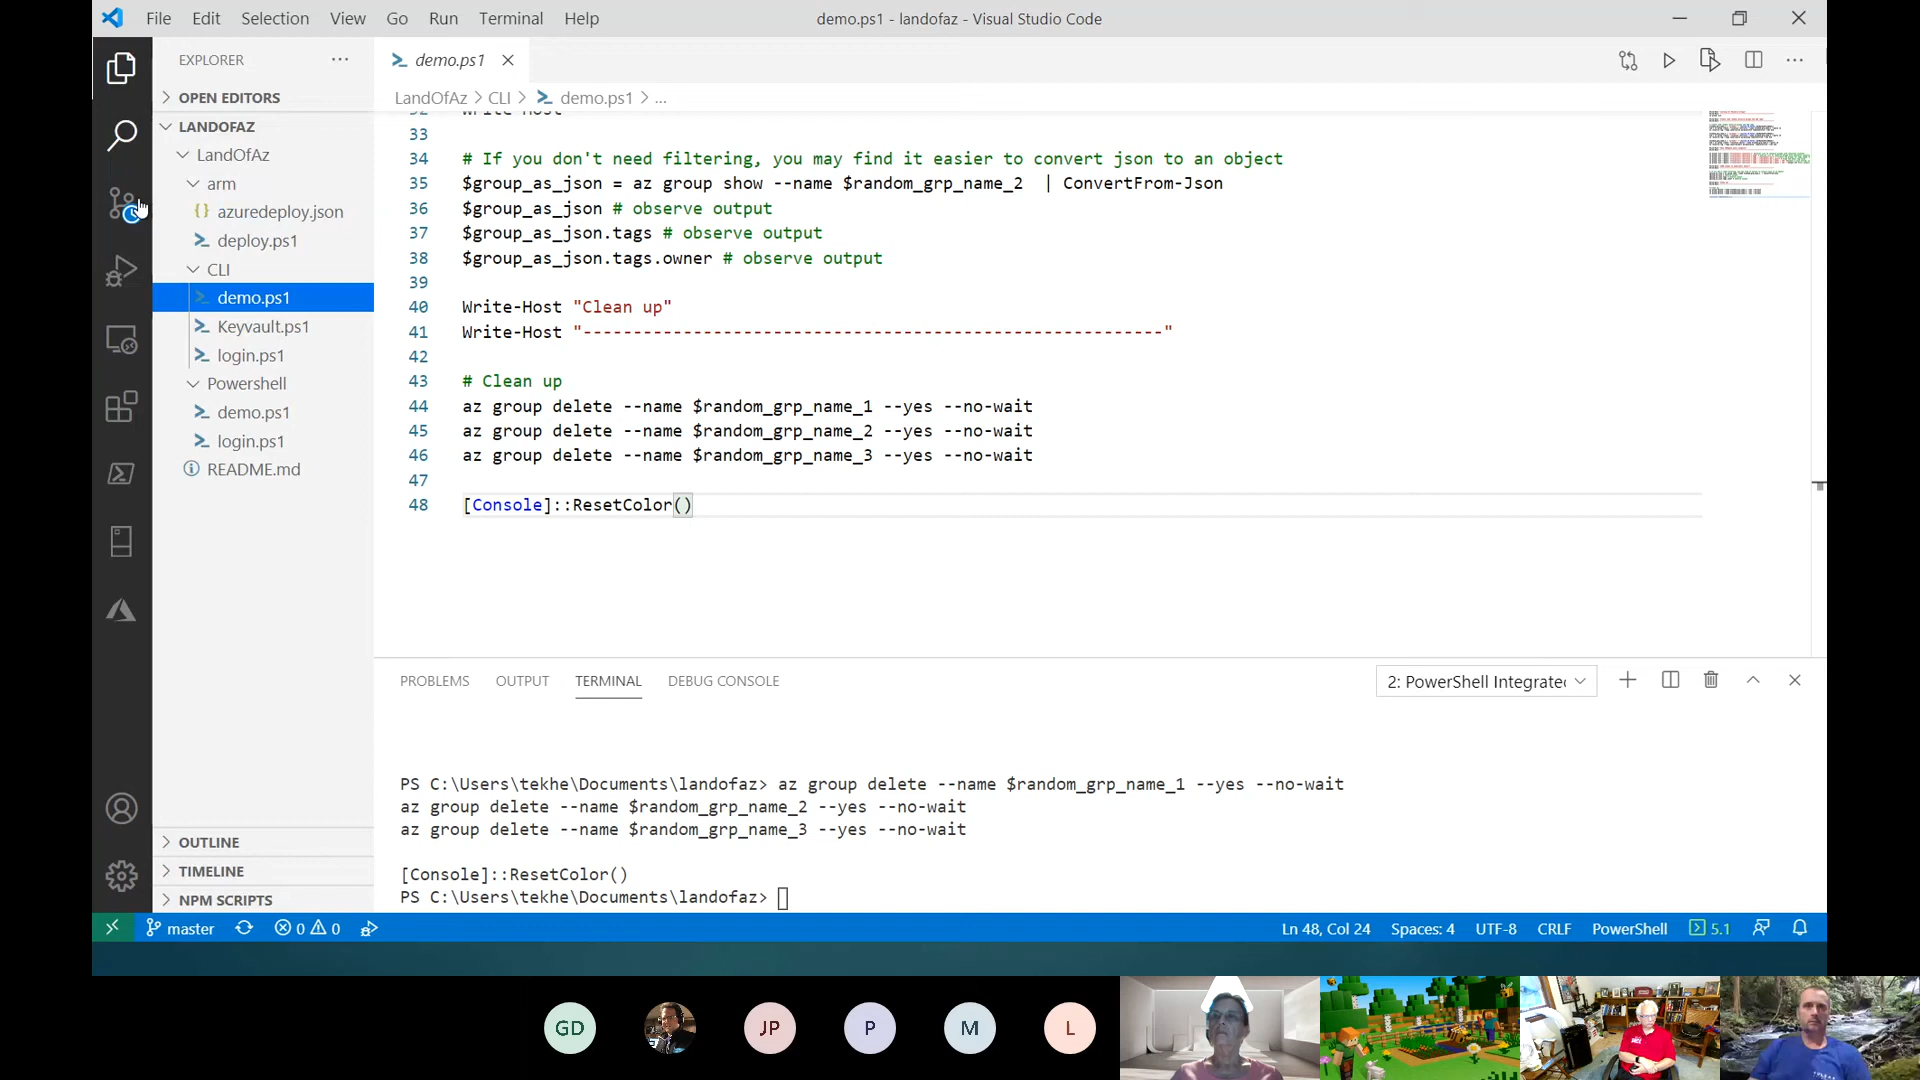 File Edit Selection View Go Run Terminal Help
demo.ps1 - landofaz - Visual Studio Code
EXPLORER
demo.ps1
OPEN EDITORS
LandOfAz > CLI > demo.ps1 > ...
LANDOFAZ
LandOfAz
arm
azuredeploy.json
deploy.ps1
CLI
demo.ps1
Keyvault.ps1
login.ps1
Powershell
demo.ps1
login.ps1
README.md
OUTLINE
TIMELINE
NPM SCRIPTS
32 Write-Host
33
34 # If you don't need filtering, you may find it easier to convert json to an object
35 $group_as_json = az group show --name $random_grp_name_2  | ConvertFrom-Json
36 $group_as_json # observe output
37 $group_as_json.tags # observe output
38 $group_as_json.tags.owner # observe output
39
40 Write-Host "Clean up"
41 Write-Host "----------------------------------------------------------"
42
43 # Clean up
44 az group delete --name $random_grp_name_1 --yes --no-wait
45 az group delete --name $random_grp_name_2 --yes --no-wait
46 az group delete --name $random_grp_name_3 --yes --no-wait
47
48 [Console]::ResetColor()
PROBLEMS OUTPUT TERMINAL DEBUG CONSOLE
2: PowerShell Integrate
PS C:\Users\tekhe\Documents\landofaz> az group delete --name $random_grp_name_1 --yes --no-wait
az group delete --name $random_grp_name_2 --yes --no-wait
az group delete --name $random_grp_name_3 --yes --no-wait
[Console]::ResetColor()
PS C:\Users\tekhe\Documents\landofaz>
master 0 0
Ln 48, Col 24 Spaces: 4 UTF-8 CRLF PowerShell 5.1
GD JP P M L